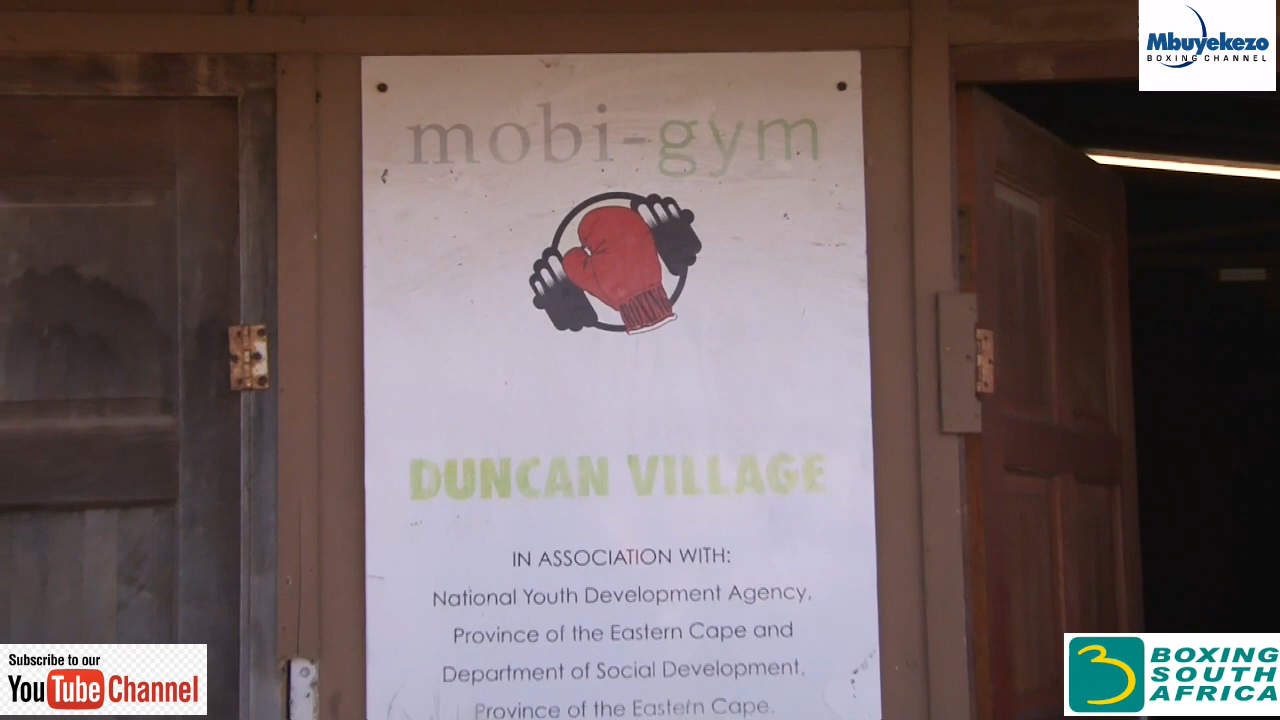 Mbuyekezo
BOXING CHANNEL
mobi-gym
BOXING
DUNCAN VILLAGE
IN ASSOCIATION WITH:
National Youth Development Agency,
Province of the Eastern Cape and
Department of Social Development,
Province of the Eastern Cape.
Subscribe to our
YouTube Channel
BOXING
SOUTH
AFRICA